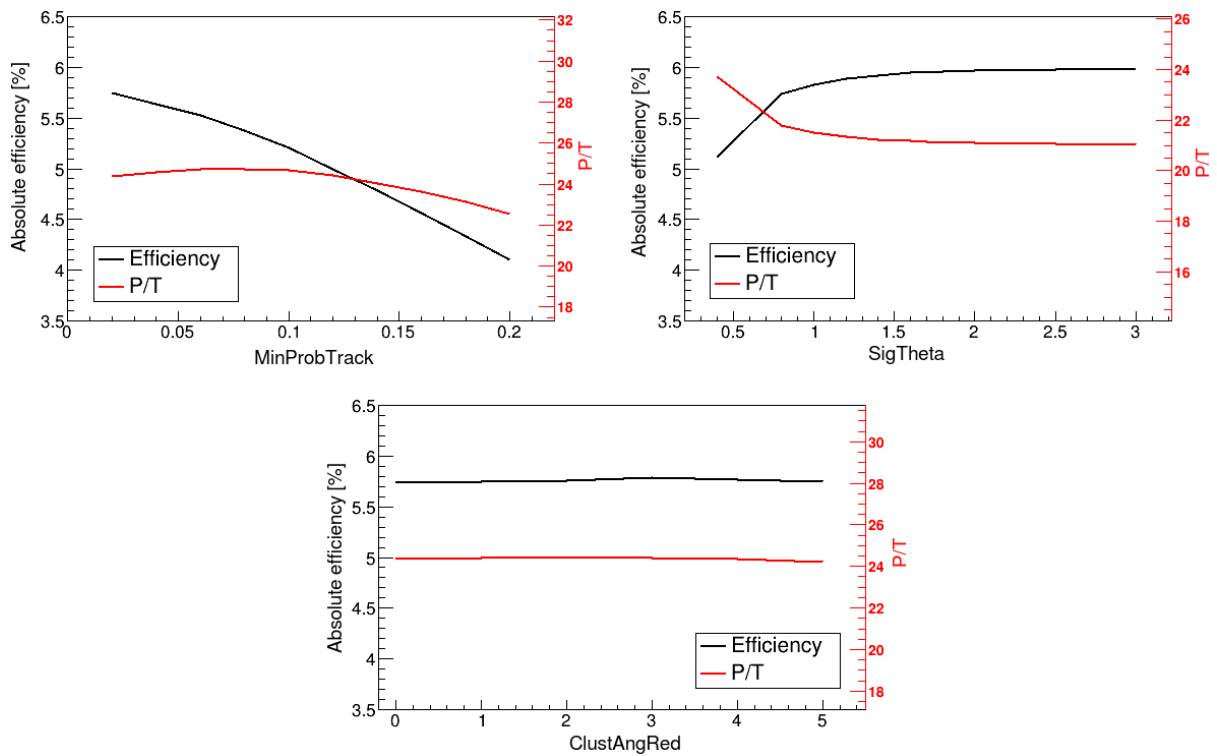 6.5
6
5.5
5
4.5
4
3.5
Absolute efficiency [%]
0 0.05 0.1 0.15 0.2
MinProbTrack
32
30
28
26
24
22
20
18
P/T
Efficiency
P/T
6.5
6
5.5
5
4.5
4
3.5
Absolute efficiency [%]
0.5 1 1.5 2 2.5 3
SigTheta
26
24
22
20
18
16
P/T
Efficiency
P/T
6.5
6
5.5
5
4.5
4
3.5
Absolute efficiency [%]
0 1 2 3 4 5
ClustAngRed
30
28
26
24
22
20
18
P/T
Efficiency
P/T